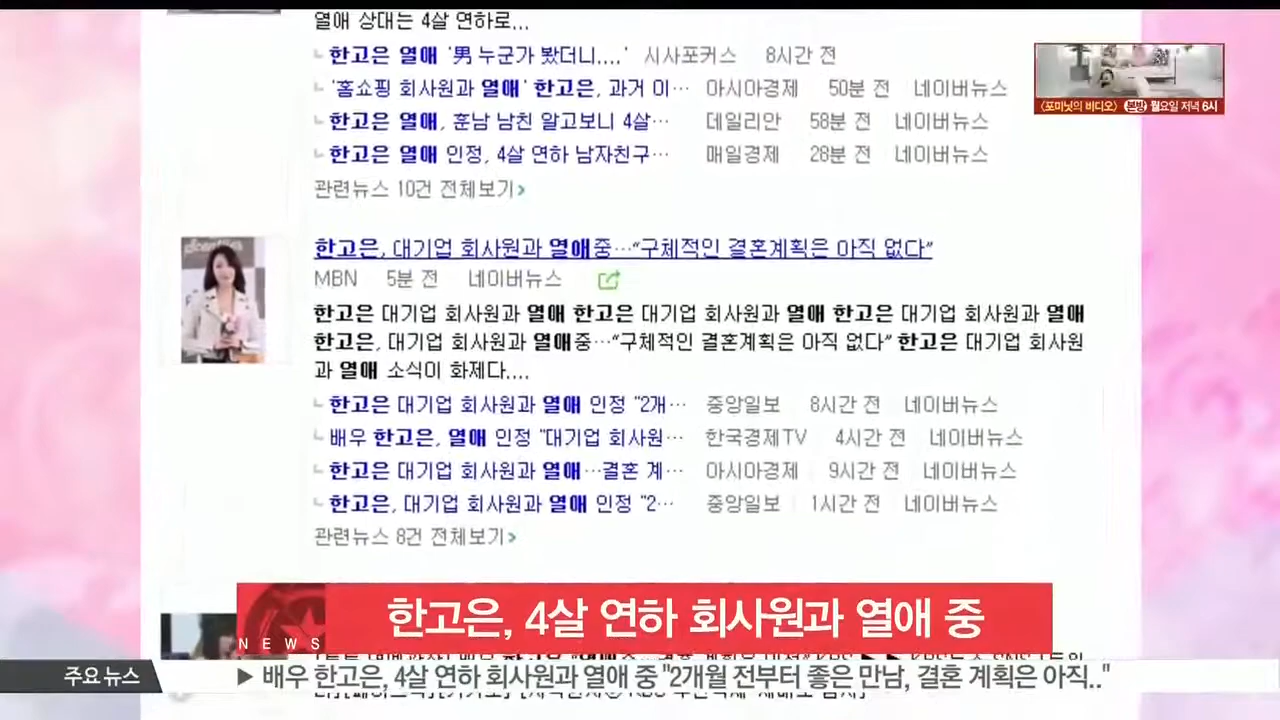 열애 상대는 4살 연하로...
한고은 열애 '男 누군가 봤더니....' 시사포커스 8시간 전
'홈쇼핑 회사원과 열애' 한고은, 과거 이… 아시아경제 50분 전 네이버뉴스
한고은 열애, 훈남 남친 알고보니 4살… 데일리안 58분 전 네이버뉴스
한고은 열애 인정, 4살 연하 남자친구… 매일경제 28분 전 네이버뉴스
관련뉴스 10건 전체보기>
<포미닛의 비디오> 본방 월요일 저녁 6시
한고은, 대기업 회사원과 열애중…“구체적인 결혼계획은 아직 없다”
MBN 5분 전 네이버뉴스
한고은 대기업 회사원과 열애 한고은 대기업 회사원과 열애 한고은 대기업 회사원과 열애
한고은, 대기업 회사원과 열애중…“구체적인 결혼계획은 아직 없다” 한고은 대기업 회사원
과 열애 소식이 화제다....
한고은 대기업 회사원과 열애 인정 "2개… 중앙일보 8시간 전 네이버뉴스
배우 한고은, 열애 인정 "대기업 회사원… 한국경제TV 4시간 전 네이버뉴스
한고은 대기업 회사원과 열애…결혼 계… 아시아경제 9시간 전 네이버뉴스
한고은, 대기업 회사원과 열애 인정 "2… 중앙일보 1시간 전 네이버뉴스
관련뉴스 8건 전체보기>
NEWS
한고은, 4살 연하 회사원과 열애 중
주요뉴스
▶ 배우 한고은, 4살 연하 회사원과 열애 중 "2개월 전부터 좋은 만남, 결혼 계획은 아직.."